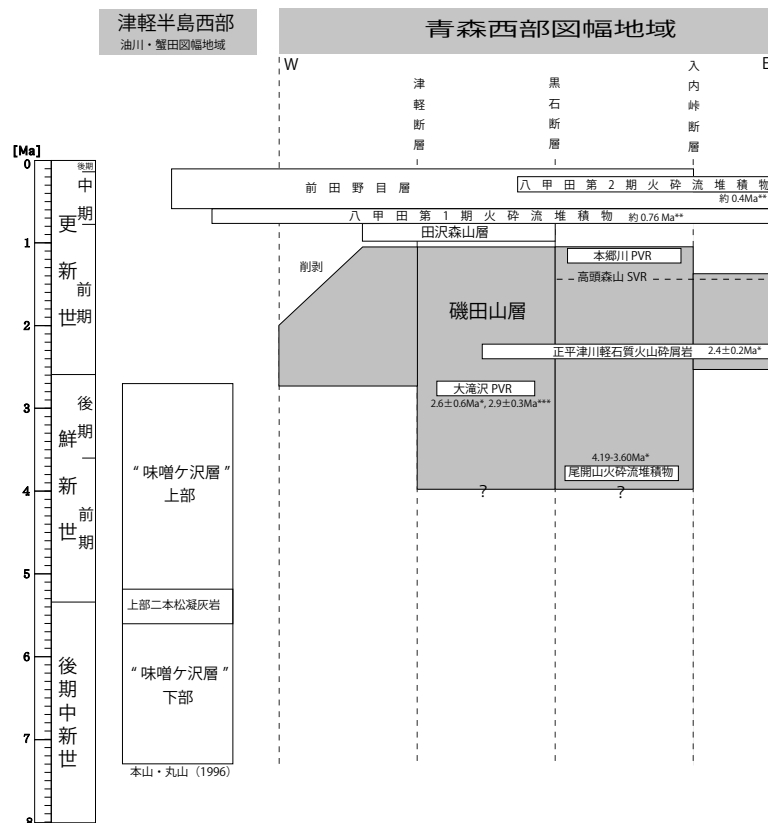 津軽半島西部
油川・蟹田図幅地域
青森西部図幅地域
W
E
津軽断層
黒石断層
入内峠断層
[Ma]
0
1
2
3
4
5
6
7
8
後期
中期
前期
更新世
後期
前期
鮮新世
後期中新世
前田野目層
八甲田第2期火砕流堆積物
約0.4Ma**
八甲田第1期火砕流堆積物 約0.76 Ma**
田沢森山層
削剥
本郷川 PVR
高頭森山 SVR
磯田山層
正平津川軽石質火山砕屑岩 2.4±0.2Ma*
大滝沢 PVR
2.6±0.6Ma*, 2.9±0.3Ma***
4.19-3.60Ma*
尾開山火砕流堆積物
?
?
“ 味噌ケ沢層 ”
上部
上部二本松凝灰岩
“ 味噌ケ沢層 ”
下部
本山・丸山（1996）